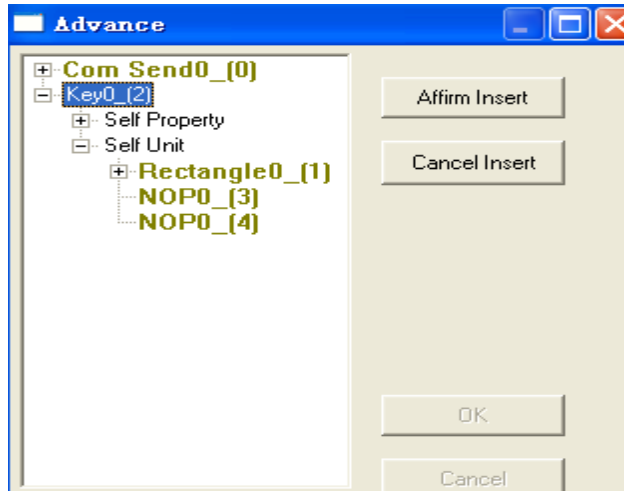 Advance
Com Send0_(0)
Key0_(2)
Self Property
Self Unit
Rectangle0_(1)
NOP0_(3)
NOP0_(4)
Affirm Insert
Cancel Insert
OK
Cancel